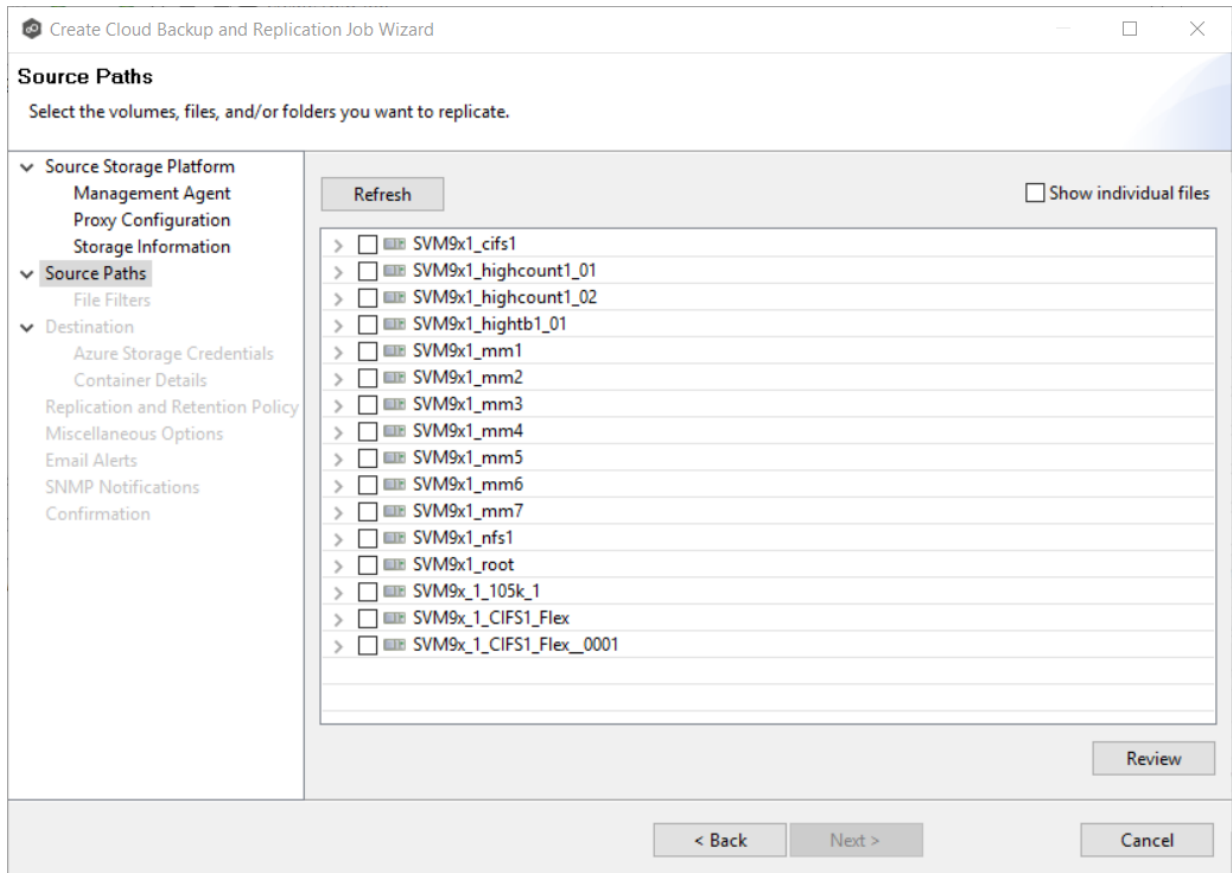 Create Cloud Backup and Replication Job Wizard
Source Paths
Select the volumes, files, and/or folders you want to replicate.
Source Storage Platform
Management Agent
Proxy Configuration
Storage Information
Source Paths
File Filters
Destination
Azure Storage Credentials
Container Details
Replication and Retention Policy
Miscellaneous Options
Email Alerts
SNMP Notifications
Confirmation
Refresh
Show individual files
SVM9x1_cifs1
SVM9x1_highcount1_01
SVM9x1_highcount1_02
SVM9x1_hightb1_01
SVM9x1_mm1
SVM9x1_mm2
SVM9x1_mm3
SVM9x1_mm4
SVM9x1_mm5
SVM9x1_mm6
SVM9x1_mm7
SVM9x1_nfs1
SVM9x1_root
SVM9x_1_105k_1
SVM9x_1_CIFS1_Flex
SVM9x_1_CIFS1_Flex__0001
Review
< Back
Next >
Cancel